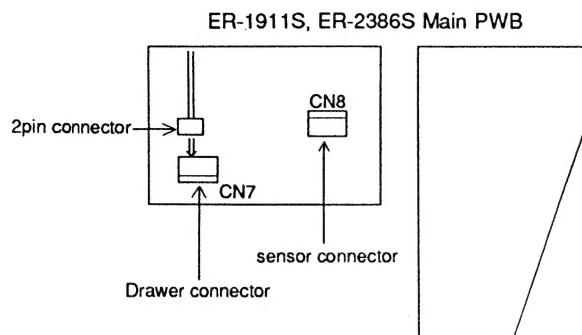 ER-1911S, ER-2386S Main PWB
CN8
2pin connector
CN7
sensor connector
Drawer connector